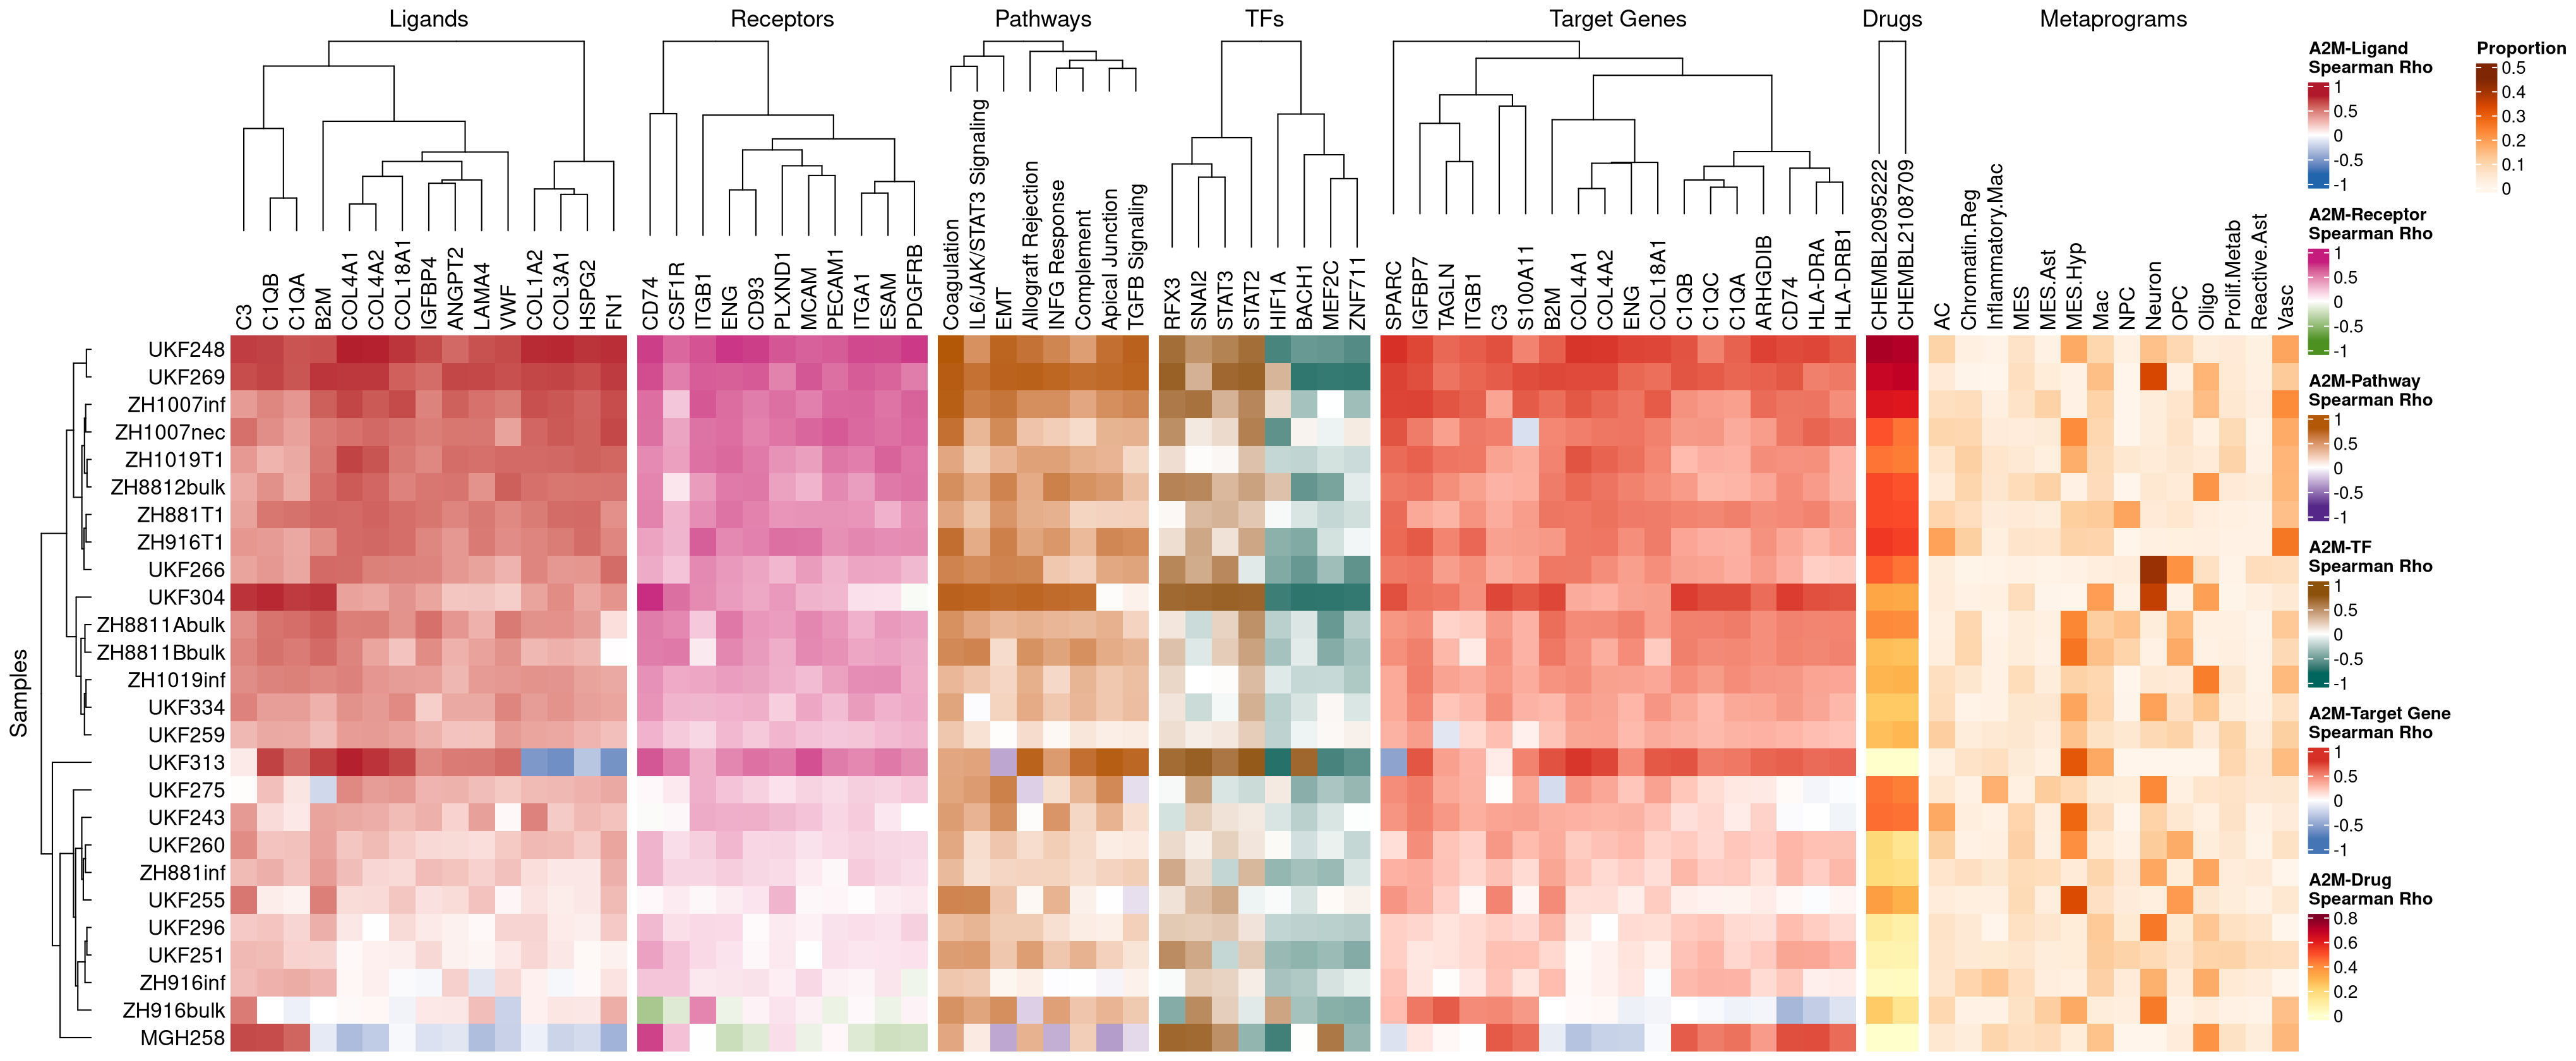 Ligands
Receptors
Pathways
TFs
Target Genes
Drugs
Metaprograms
C3
C1QB
C1QA
B2M
COL4A1
COL4A2
COL18A1
IGFBP4
ANGPT2
LAMA4
VWF
COL1A2
COL3A1
HSPG2
FN1
CD74
CSF1R
ITGB1
ENG
CD93
PLXND1
MCAM
PECAM1
ITGA1
ESAM
PDGFRB
Coagulation
IL6/JAK/STAT3 Signaling
EMT
Allograft Rejection
INFG Response
Complement
Apical Junction
TGFB Signaling
RFX3
SNAI2
STAT3
STAT2
HIF1A
BACH1
MEF2C
ZNF711
SPARC
IGFBP7
TAGLN
ITGB1
C3
S100A11
B2M
COL4A1
COL4A2
ENG
COL18A1
C1QB
C1QC
C1QA
ARHGDIB
CD74
HLA-DRA
HLA-DRB1
CHEMBL2095222
CHEMBL2108709
AC
Chromatin.Reg
Inflammatory.Mac
MES
MES.Ast
MES.Hyp
Mac
NPC
Neuron
OPC
Oligo
Prolif.Metab
Reactive.Ast
Vasc
Samples
UKF248
UKF269
ZH1007inf
ZH1007nec
ZH1019T1
ZH8812bulk
ZH881T1
ZH916T1
UKF266
UKF304
ZH8811Abulk
ZH8811Bbulk
ZH1019inf
UKF334
UKF259
UKF313
UKF275
UKF243
UKF260
ZH881inf
UKF255
UKF296
UKF251
ZH916inf
ZH916bulk
MGH258
A2M-Ligand
Spearman Rho
1
0.5
0
-0.5
-1
A2M-Receptor
Spearman Rho
1
0.5
0
-0.5
-1
A2M-Pathway
Spearman Rho
1
0.5
0
-0.5
-1
A2M-TF
Spearman Rho
1
0.5
0
-0.5
-1
A2M-Target Gene
Spearman Rho
1
0.5
0
-0.5
-1
A2M-Drug
Spearman Rho
0.8
0.6
0.4
0.2
0
Proportion
0.5
0.4
0.3
0.2
0.1
0